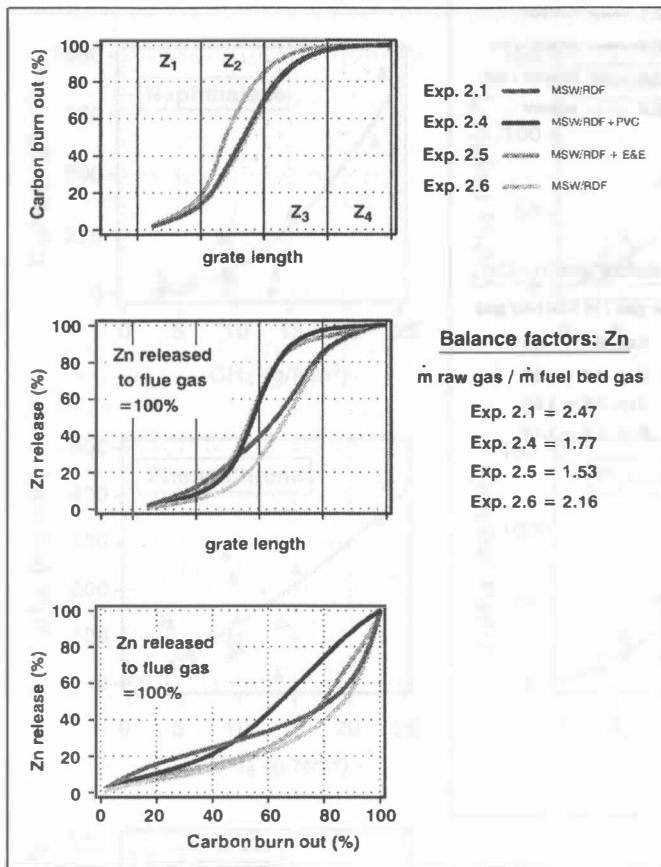 Carbon burn out (%)
100
80
60
40
20
0
Z1
Z2
Z3
Z4
grate length
Exp. 2.1 MSW/RDF
Exp. 2.4 MSW/RDF+PVC
Exp. 2.5 MSW/RDF + E&E
Exp. 2.6 MSW/RDF
Zn release (%)
100
80
60
40
20
0
Zn released
to flue gas
=100%
grate length
Balance factors: Zn
ṁ raw gas / ṁ fuel bed gas
Exp. 2.1 = 2.47
Exp. 2.4 = 1.77
Exp. 2.5 = 1.53
Exp. 2.6 = 2.16
Zn release (%)
100
80
60
40
20
0
Zn released
to flue gas
=100%
0 20 40 60 80 100
Carbon burn out (%)